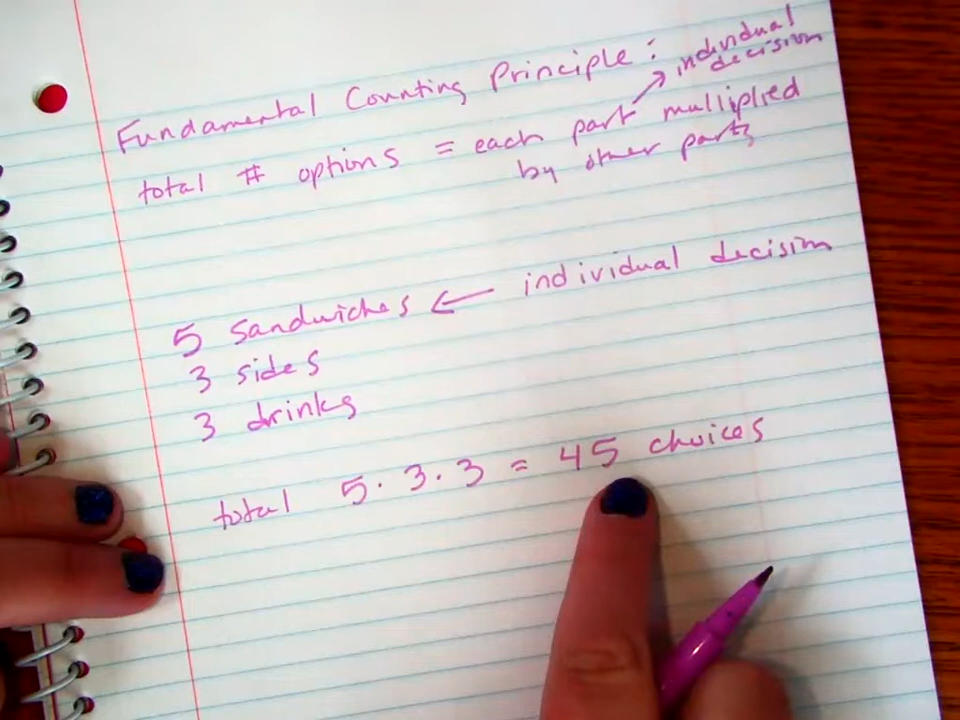 Fundamental Counting Principle:
individual
decision
total # options = each part mulliplied
by other parts
5 sandwiches ← individual decision
3 sides
3 drinks
total 5 · 3 · 3 = 45 choices